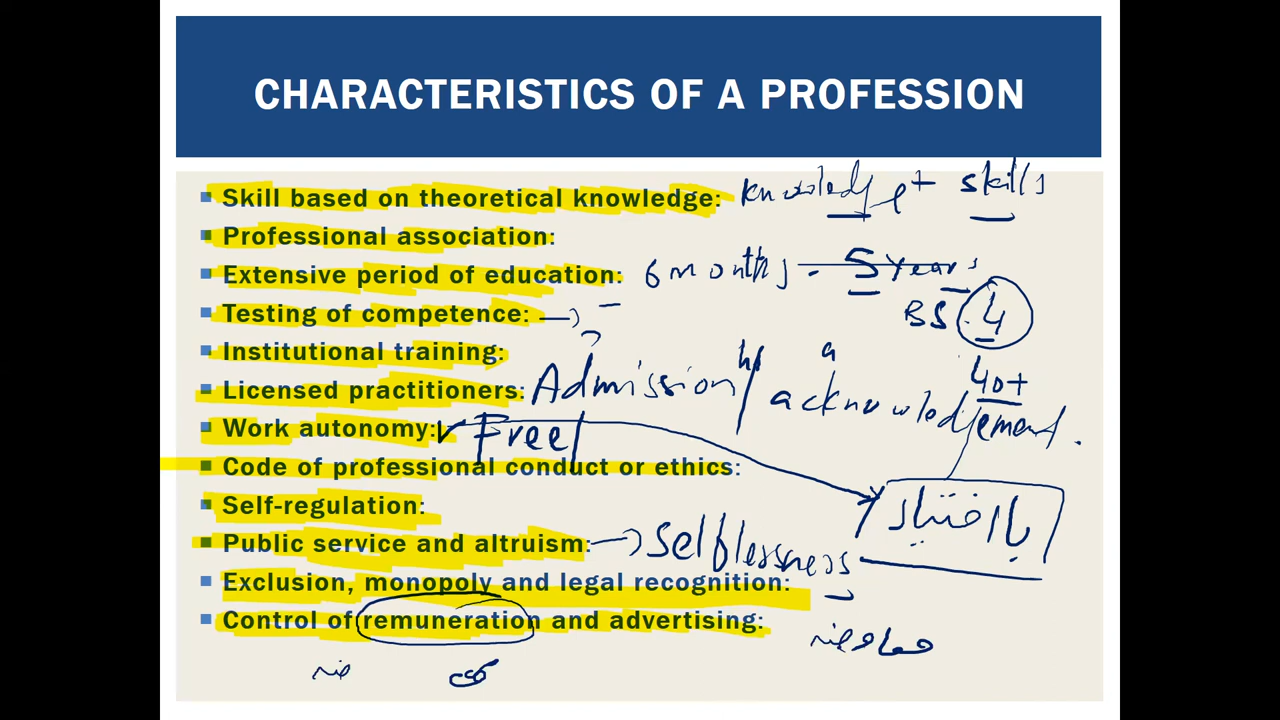 CHARACTERISTICS OF A PROFESSION
Skill based on theoretical knowledge: knowledge + skills
Professional association:
Extensive period of education: 6 months - 5 Years
BS 4
Testing of competence:
Institutional training:
Licensed practitioners: Admission / acknowledgement.
40+
Work autonomy: Free
Code of professional conduct or ethics:
Self-regulation:
بااختیار
Public service and altruism: selflessness
Exclusion, monopoly and legal recognition:
Control of remuneration and advertising:
معاوضہ